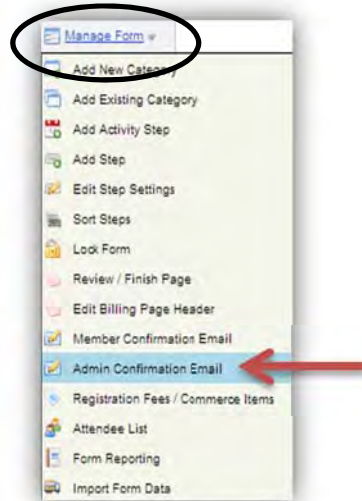 Manage Form
Add New Category
Add Existing Category
Add Activity Step
Add Step
Edit Step Settings
Sort Steps
Lock Form
Review / Finish Page
Edit Billing Page Header
Member Confirmation Email
Admin Confirmation Email
Registration Fees / Commerce Items
Attendee List
Form Reporting
Import Form Data